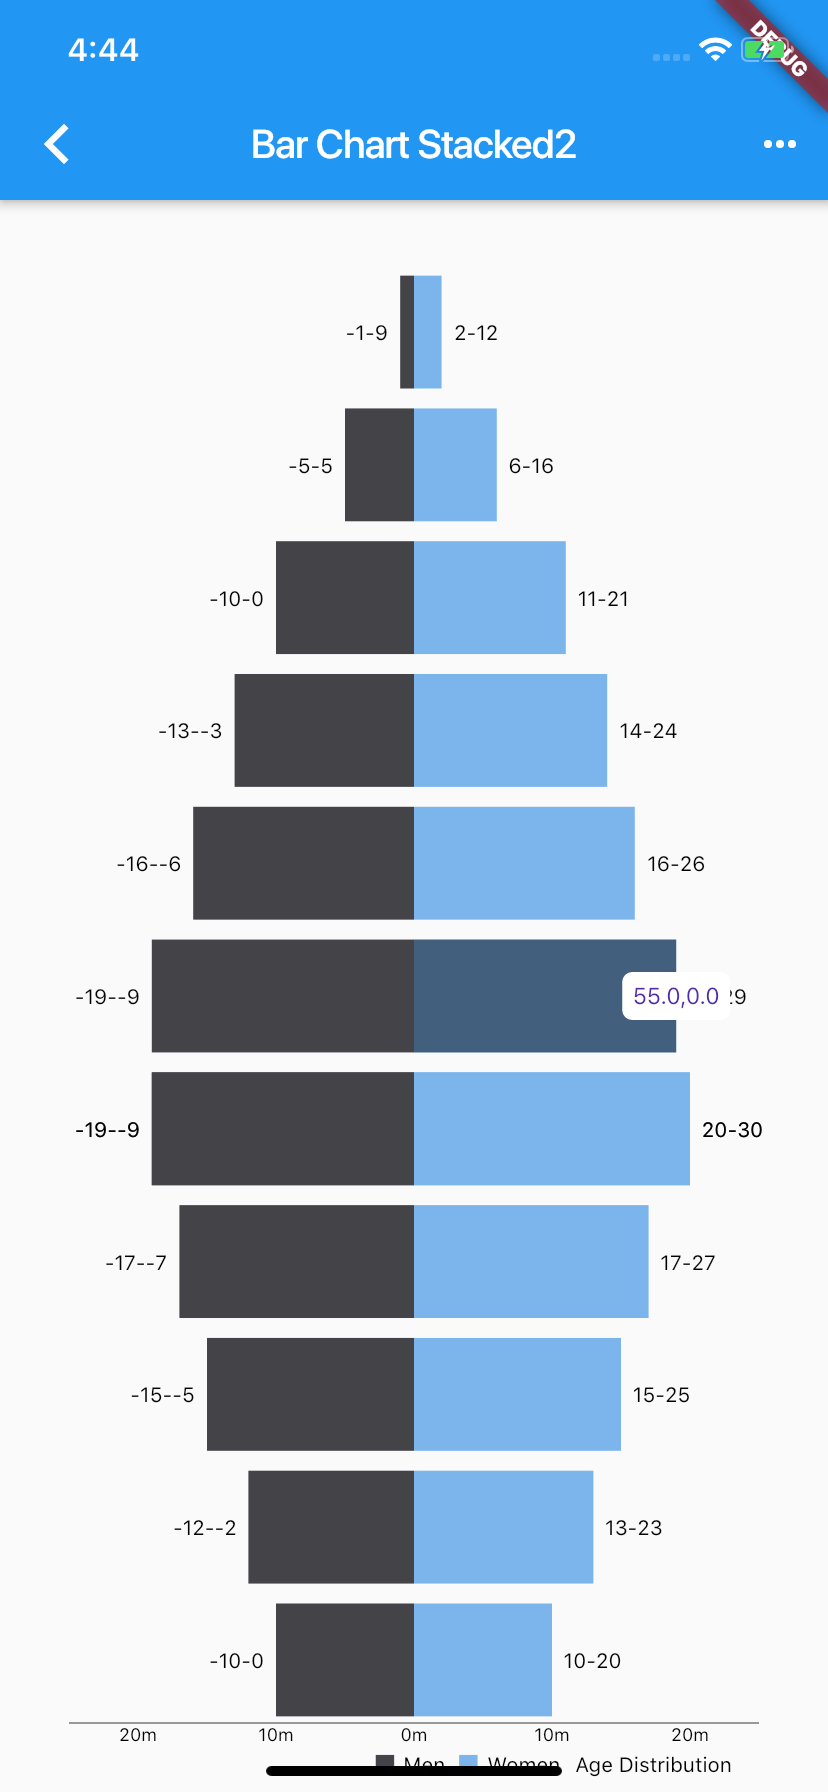 4:44
DEBUG
Bar Chart Stacked2
-1-9 2-12
-5-5 6-16
-10-0 11-21
-13--3 14-24
-16--6 16-26
-19--9 55.0,0.0 29
-19--9 20-30
-17--7 17-27
-15--5 15-25
-12--2 13-23
-10-0 10-20
20m 10m 0m 10m 20m
Men Women Age Distribution